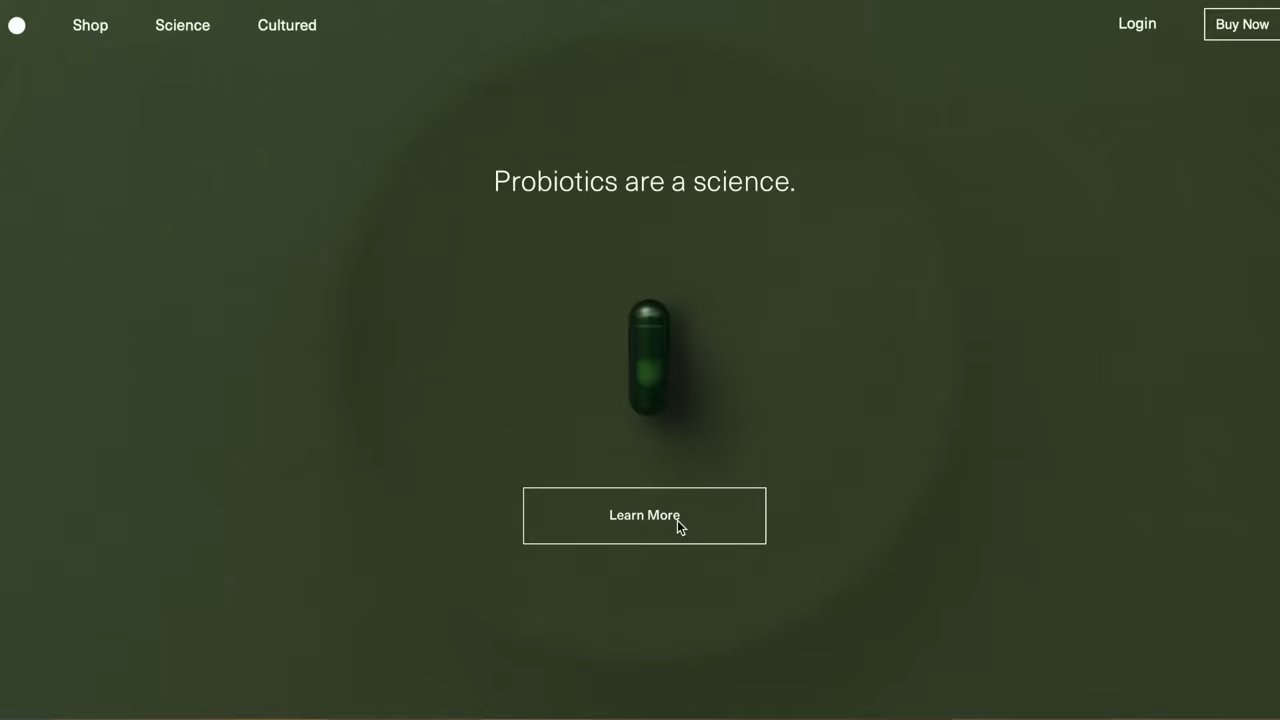 Shop
Science
Cultured
Login
Buy Now
Probiotics are a science.
Learn More